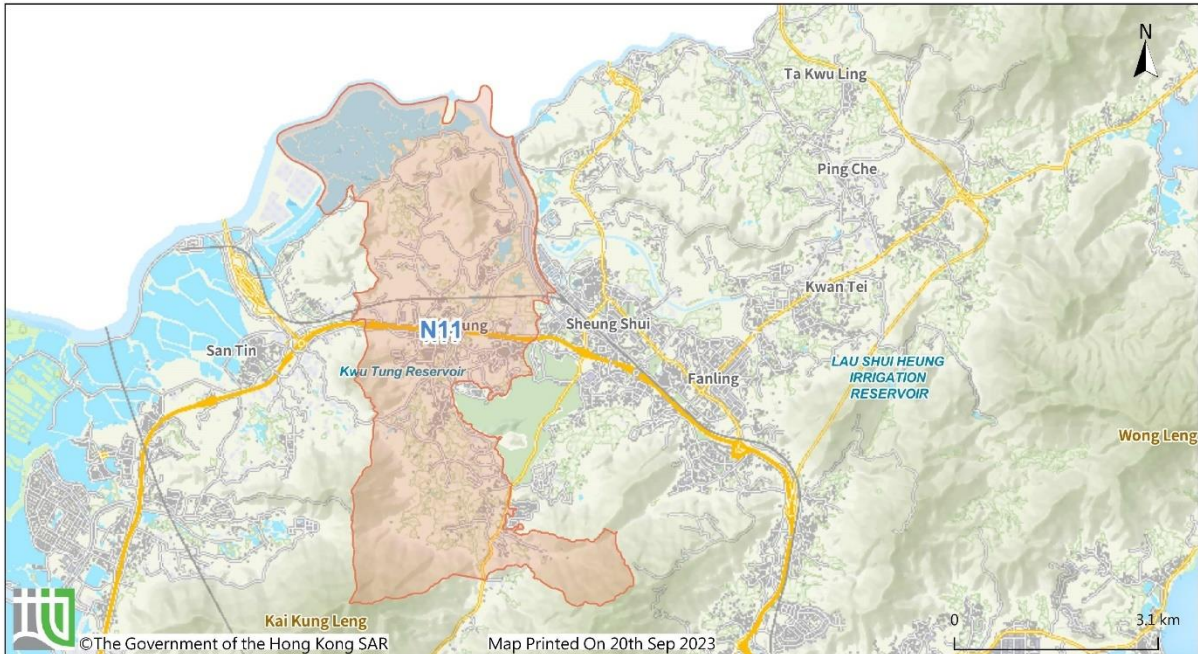 N
Ta Kwu Ling
Ping Che
Kwan Tei
Sheung Shui
N11
ung
San Tin
Kwu Tung Reservoir
Fanling
LAU SHUI HEUNG
IRRIGATION
RESERVOIR
Wong Leng
Kai Kung Leng
©The Government of the Hong Kong SAR
Map Printed On 20th Sep 2023
0
3.1 km